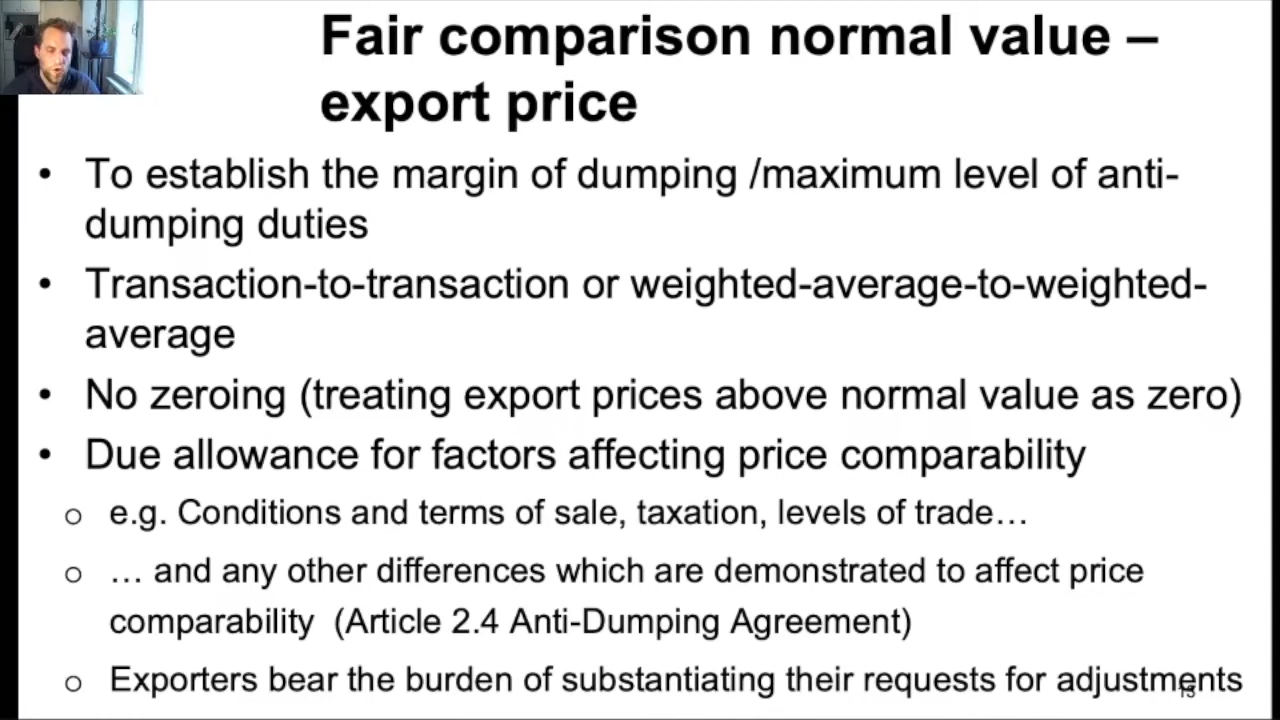 Fair comparison normal value –
export price
• To establish the margin of dumping /maximum level of anti-
dumping duties
• Transaction-to-transaction or weighted-average-to-weighted-
average
• No zeroing (treating export prices above normal value as zero)
• Due allowance for factors affecting price comparability
o e.g. Conditions and terms of sale, taxation, levels of trade…
o … and any other differences which are demonstrated to affect price
comparability (Article 2.4 Anti-Dumping Agreement)
o Exporters bear the burden of substantiating their requests for adjustments